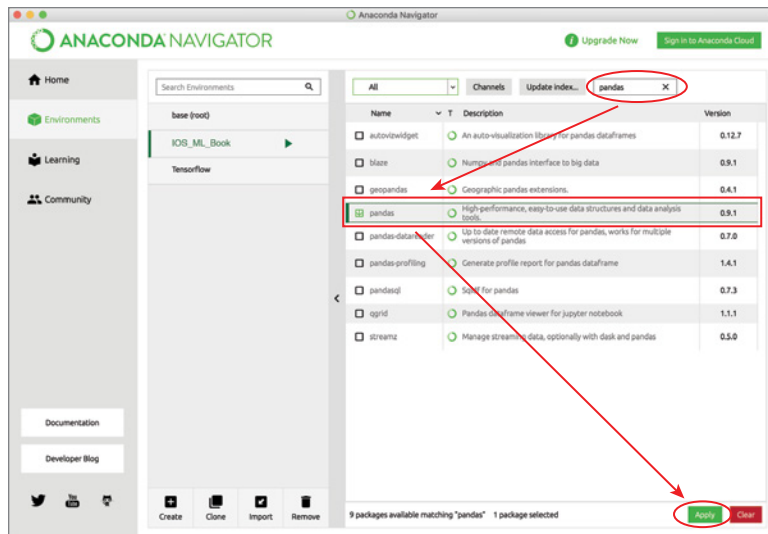 Anaconda Navigator
ANACONDA NAVIGATOR
i Upgrade Now
Sign in to Anaconda Cloud
Home
Environments
Learning
Community
Documentation
Developer Blog
You Tube
Search Environments
base (root)
IOS_ML_Book
Tensorflow
Create Clone Import Remove
All Channels Update index... pandas X
Name T Description Version
autovizwidget An auto-visualization library for pandas dataframes 0.12.7
blaze Numpy and pandas interface to big data 0.9.1
geopandas Geographic pandas extensions. 0.4.1
pandas High-performance, easy-to-use data structures and data analysis
tools. 0.9.1
pandas-datareader Up to date remote data access for pandas, works for multiple
versions of pandas 0.7.0
pandas-profiling Generate profile report for pandas dataframe 1.4.1
pandasql Sqldf for pandas 0.7.3
qgrid Pandas dataframe viewer for jupyter notebook 1.1.1
streamz Manage streaming data, optionally with dask and pandas 0.5.0
9 packages available matching "pandas" 1 package selected
Apply Clear